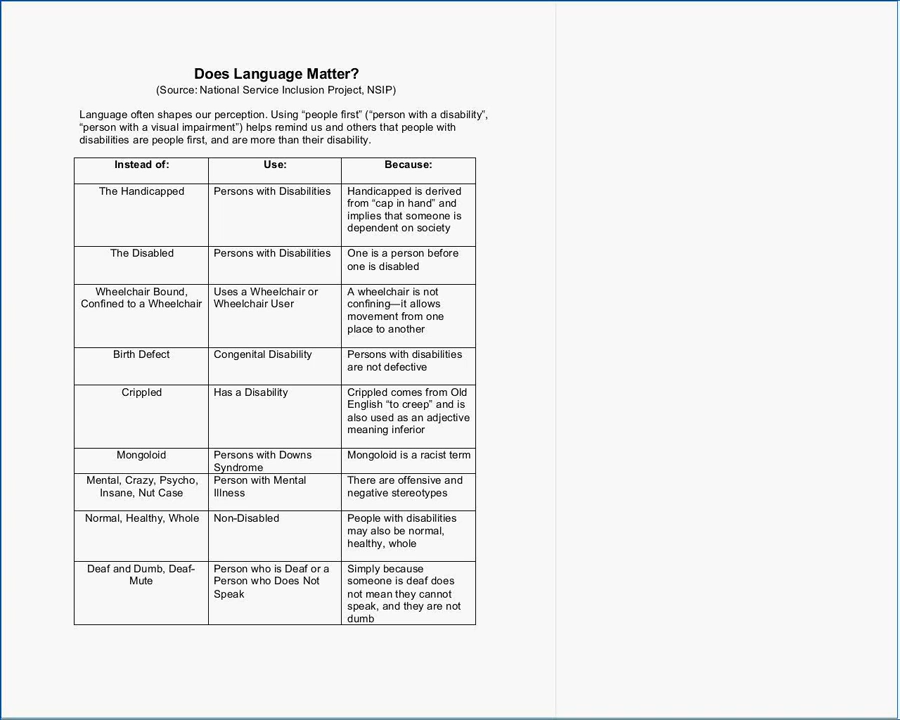 Does Language Matter?
(Source: National Service Inclusion Project, NSIP)
Language often shapes our perception. Using “people first” (“person with a disability”,
“person with a visual impairment”) helps remind us and others that people with
disabilities are people first, and are more than their disability.
Instead of:
Use:
Because:
The Handicapped
Persons with Disabilities
Handicapped is derived
from “cap in hand” and
implies that someone is
dependent on society
The Disabled
Persons with Disabilities
One is a person before
one is disabled
Wheelchair Bound,
Confined to a Wheelchair
Uses a Wheelchair or
Wheelchair User
A wheelchair is not
confining—it allows
movement from one
place to another
Birth Defect
Congenital Disability
Persons with disabilities
are not defective
Crippled
Has a Disability
Crippled comes from Old
English “to creep” and is
also used as an adjective
meaning inferior
Mongoloid
Persons with Downs
Syndrome
Mongoloid is a racist term
Mental, Crazy, Psycho,
Insane, Nut Case
Person with Mental
Illness
There are offensive and
negative stereotypes
Normal, Healthy, Whole
Non-Disabled
People with disabilities
may also be normal,
healthy, whole
Deaf and Dumb, Deaf-
Mute
Person who is Deaf or a
Person who Does Not
Speak
Simply because
someone is deaf does
not mean they cannot
speak, and they are not
dumb